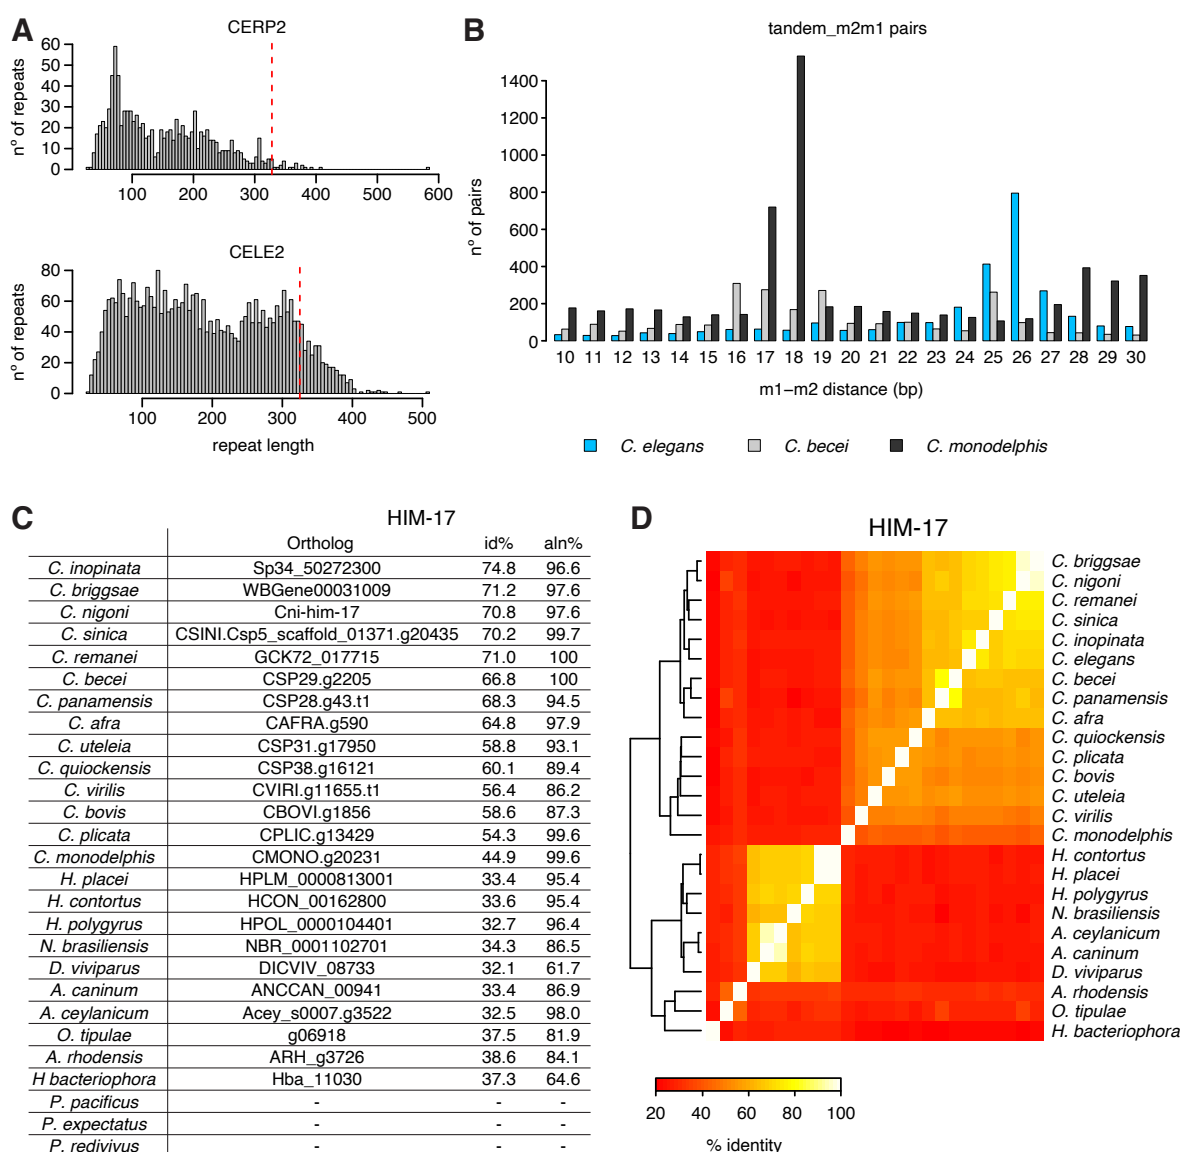 A
CERP2
nº of repeats
60
50
40
30
20
10
0
100 200 300 400 500 600
CELE2
nº of repeats
80
60
40
20
0
100 200 300 400 500
repeat length
B
tandem_m2m1 pairs
nº of pairs
1400
1200
1000
800
600
400
200
0
10 11 12 13 14 15 16 17 18 19 20 21 22 23 24 25 26 27 28 29 30
m1−m2 distance (bp)
C. elegans C. becei C. monodelphis
C
HIM-17
Ortholog id% aln%
C. inopinata Sp34_50272300 74.8 96.6
C. briggsae WBGene00031009 71.2 97.6
C. nigoni Cni-him-17 70.8 97.6
C. sinica CSINI.Csp5_scaffold_01371.g20435 70.2 99.7
C. remanei GCK72_017715 71.0 100
C. becei CSP29.g2205 66.8 100
C. panamensis CSP28.g43.t1 68.3 94.5
C. afra CAFRA.g590 64.8 97.9
C. uteleia CSP31.g17950 58.8 93.1
C. quiockensis CSP38.g16121 60.1 89.4
C. virilis CVIRI.g11655.t1 56.4 86.2
C. bovis CBOVI.g1856 58.6 87.3
C. plicata CPLIC.g13429 54.3 99.6
C. monodelphis CMONO.g20231 44.9 99.6
H. placei HPLM_0000813001 33.4 95.4
H. contortus HCON_00162800 33.6 95.4
H. polygyrus HPOL_0000104401 32.7 96.4
N. brasiliensis NBR_0001102701 34.3 86.5
D. viviparus DICVIV_08733 32.1 61.7
A. caninum ANCCAN_00941 33.4 86.9
A. ceylanicum Acey_s0007.g3522 32.5 98.0
O. tipulae g06918 37.5 81.9
A. rhodensis ARH_g3726 38.6 84.1
H bacteriophora Hba_11030 37.3 64.6
P. pacificus - - -
P. expectatus - - -
P. redivivus - - -
D
HIM-17
C. briggsae
C. nigoni
C. remanei
C. sinica
C. inopinata
C. elegans
C. becei
C. panamensis
C. afra
C. quiockensis
C. plicata
C. bovis
C. uteleia
C. virilis
C. monodelphis
H. contortus
H. placei
H. polygyrus
N. brasiliensis
A. ceylanicum
A. caninum
D. viviparus
A. rhodensis
O. tipulae
H. bacteriophora
20 40 60 80 100
% identity